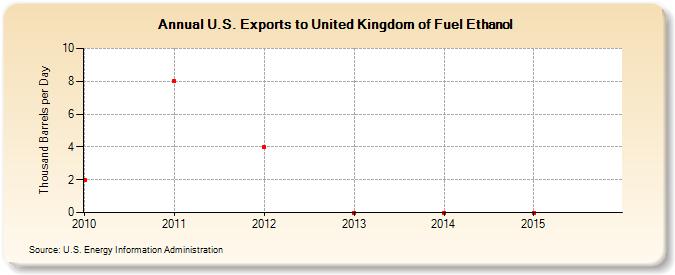 Annual U.S. Exports to United Kingdom of Fuel Ethanol
Thousand Barrels per Day
10
8
6
4
2
0
2010 2011 2012 2013 2014 2015
Source: U.S. Energy Information Administration